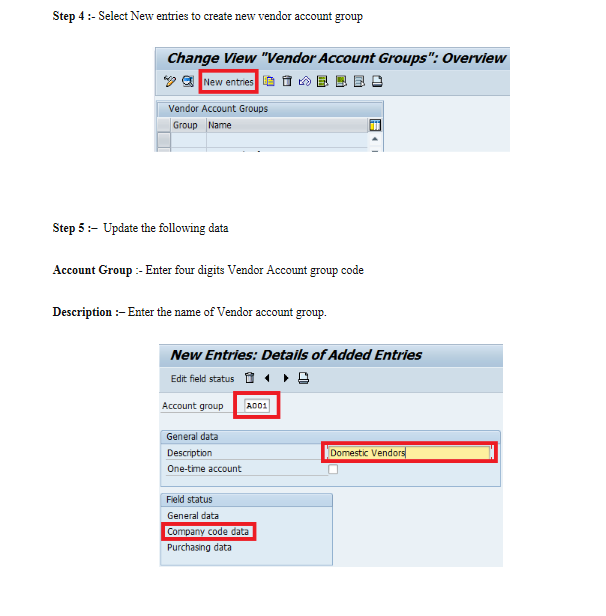 Step 4 :- Select New entries to create new vendor account group
Change View "Vendor Account Groups": Overview
New entries
Vendor Account Groups
Group Name
Step 5 :– Update the following data
Account Group :- Enter four digits Vendor Account group code
Description :– Enter the name of Vendor account group.
New Entries: Details of Added Entries
Edit field status
Account group A001
General data
Description Domestic Vendors
One-time account
Field status
General data
Company code data
Purchasing data